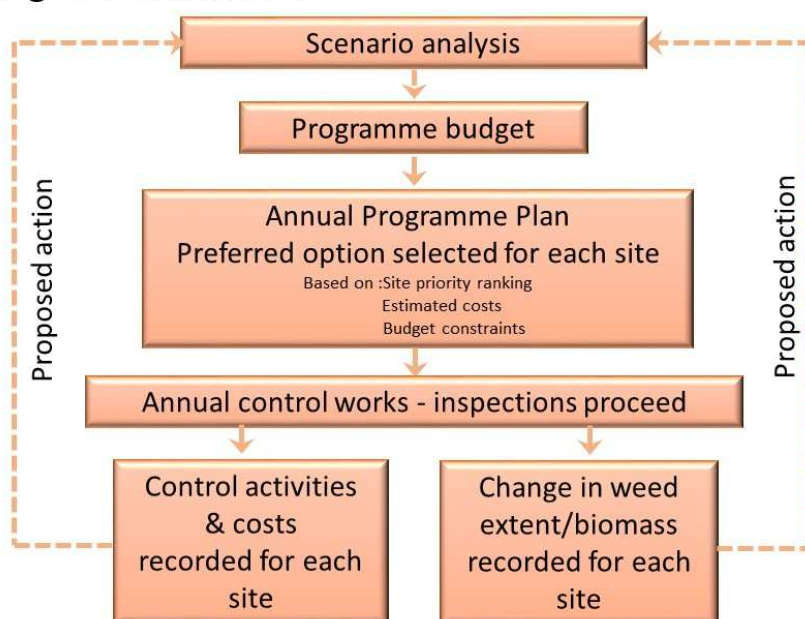 Scenario analysis
Programme budget
Annual Programme Plan
Preferred option selected for each site
Based on :Site priority ranking
Estimated costs
Budget constraints
Annual control works - inspections proceed
Control activities
& costs
recorded for each
site
Change in weed
extent/biomass
recorded for each
site
Proposed action
Proposed action